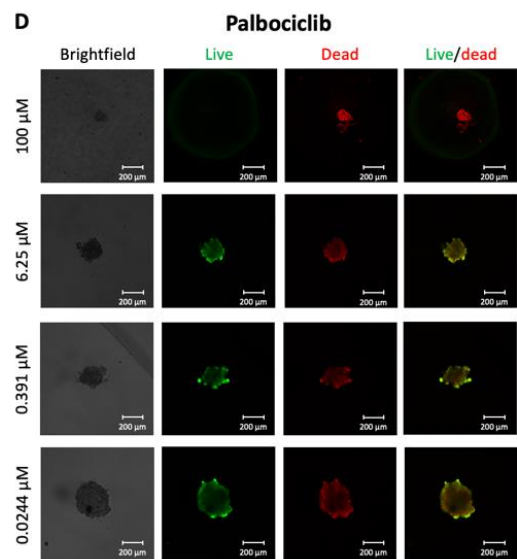 D
Palbociclib
Brightfield Live Dead Live/dead
100 µM
200 µm 200 µm 200 µm 200 µm
6.25 µM
200 µm 200 µm 200 µm 200 µm
0.391 µM
200 µm 200 µm 200 µm 200 µm
0.0244 µM
200 µm 200 µm 200 µm 200 µm